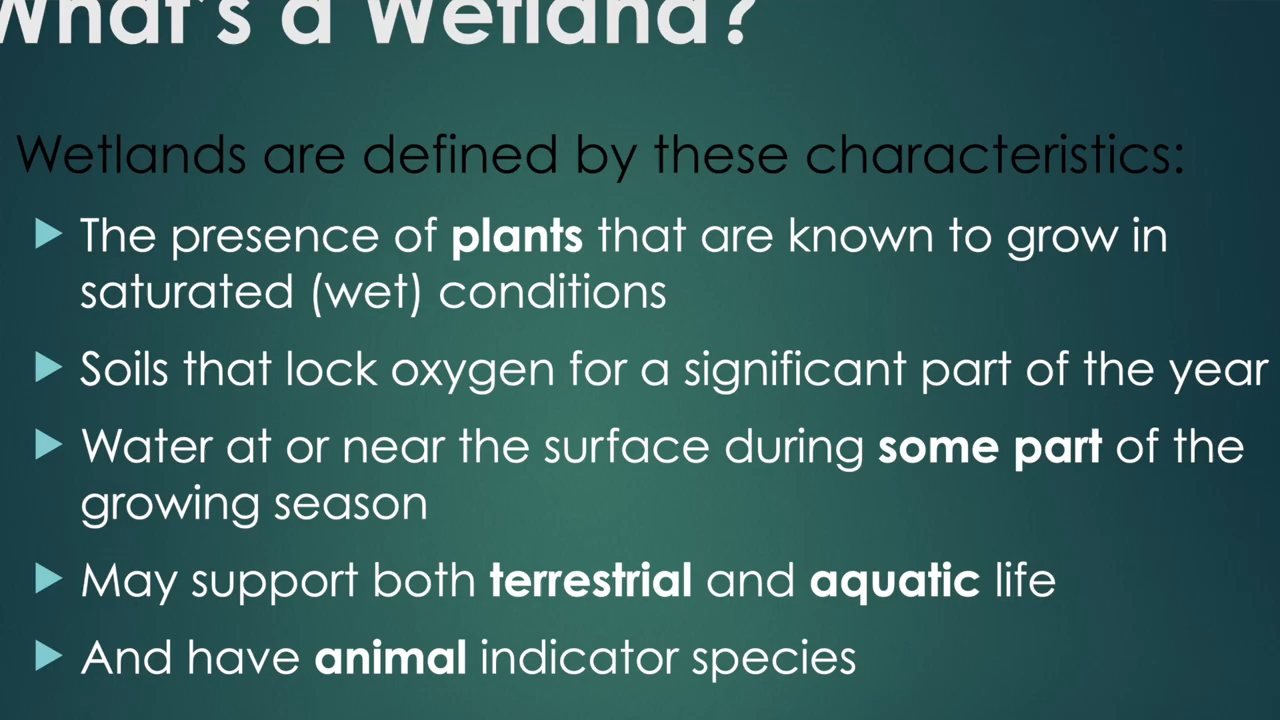 What's a Wetland?
Wetlands are defined by these characteristics:
The presence of plants that are known to grow in
saturated (wet) conditions
Soils that lock oxygen for a significant part of the year
Water at or near the surface during some part of the
growing season
May support both terrestrial and aquatic life
And have animal indicator species